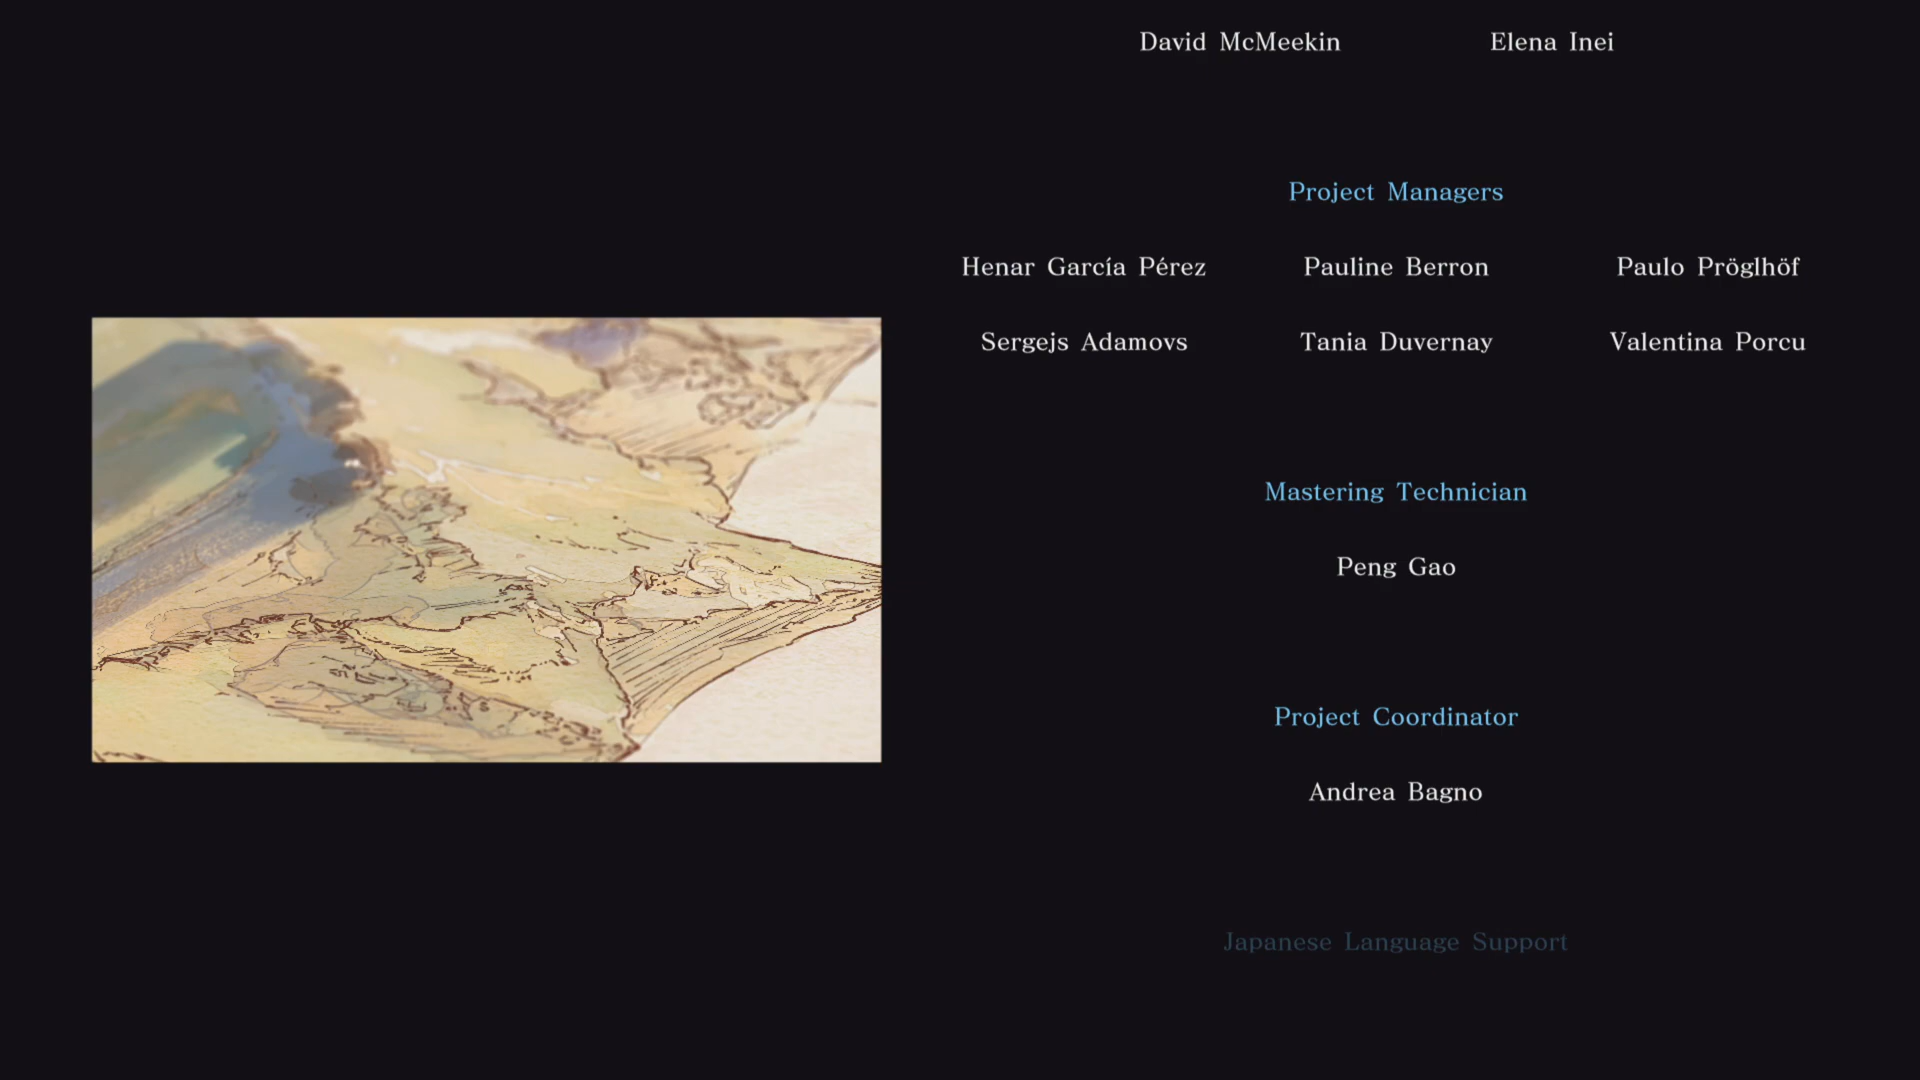 David McMeekin Elena Inei
Project Managers
Henar García Pérez Pauline Berron Paulo Pröglhöf
Sergejs Adamovs Tania Duvernay Valentina Porcu
Mastering Technician
Peng Gao
Project Coordinator
Andrea Bagno
Japanese Language Support